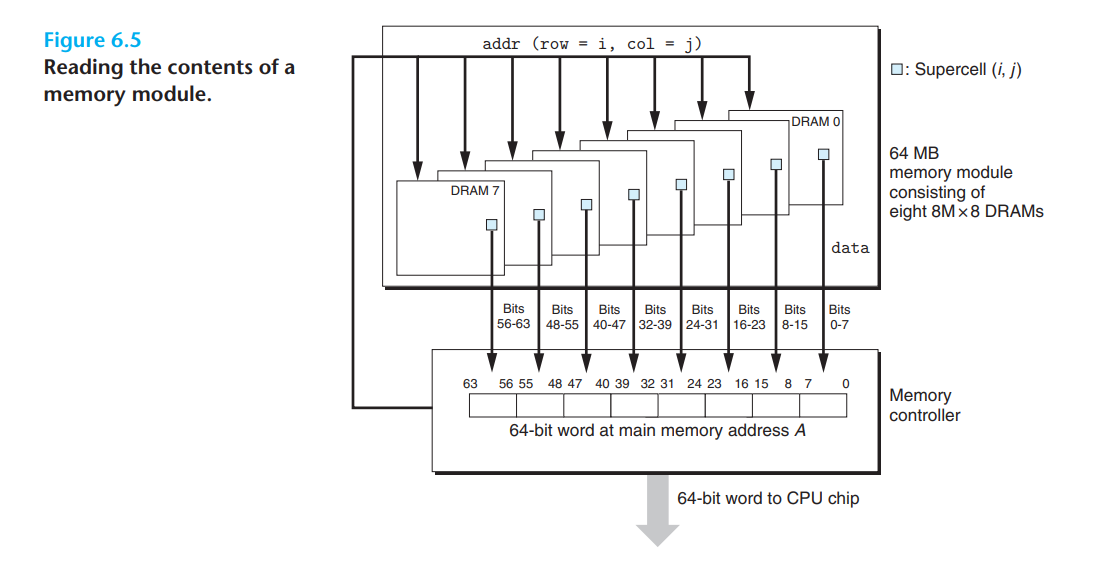 Figure 6.5
Reading the contents of a
memory module.
addr (row = i, col = j)
: Supercell (i, j)
DRAM 0
DRAM 7
64 MB
memory module
consisting of
eight 8M×8 DRAMs
data
Bits
56-63
Bits
48-55
Bits
40-47
Bits
32-39
Bits
24-31
Bits
16-23
Bits
8-15
Bits
0-7
63 56 55 48 47 40 39 32 31 24 23 16 15 8 7 0
64-bit word at main memory address A
Memory
controller
64-bit word to CPU chip